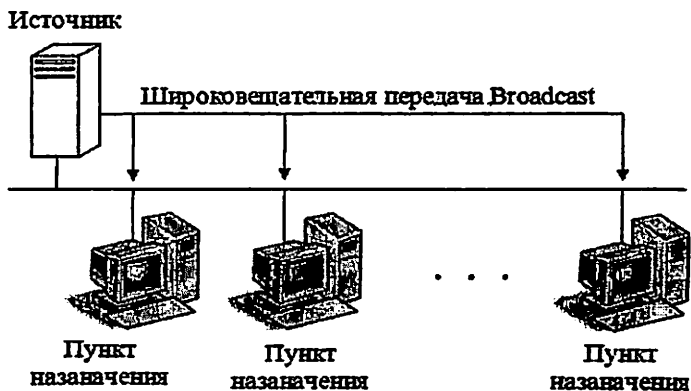 Источник
Широковещательная передача Broadcast
. . .
Пункт
назаначения
Пункт
назаначения
Пункт
назаначения